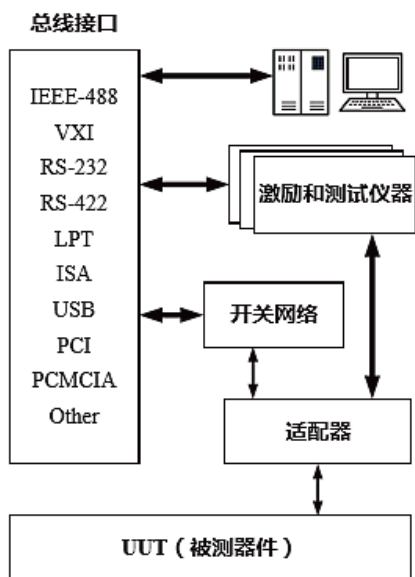 总线接口
IEEE-488
VXI
RS-232
RS-422
LPT
ISA
USB
PCI
PCMCIA
Other
激励和测试仪器
开关网络
适配器
UUT（被测器件）